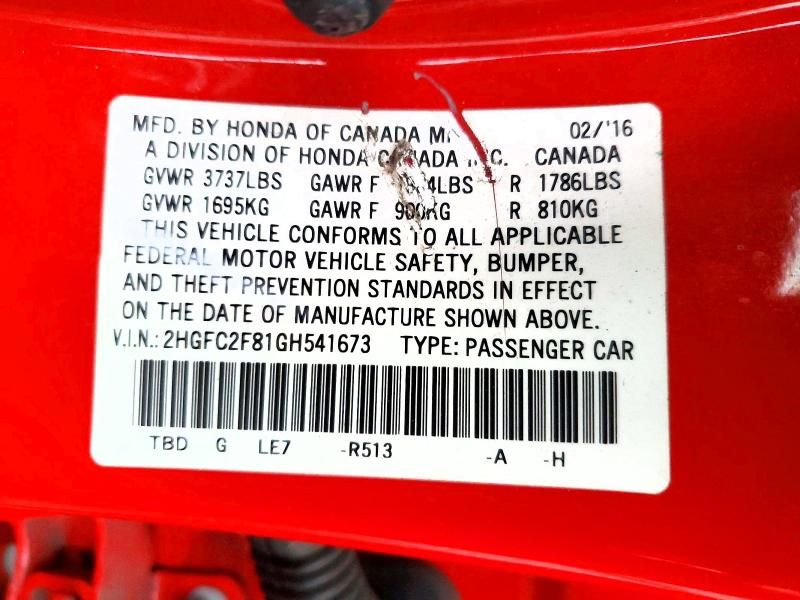 MFD. BY HONDA OF CANADA 02/'16
A DIVISION OF HONDA CANADA INC. CANADA
GVWR 3737LBS GAWR F R 1786LBS
GVWR 1695KG GAWR F 900KG R 810KG
THIS VEHICLE CONFORMS TO ALL APPLICABLE
FEDERAL MOTOR VEHICLE SAFETY, BUMPER,
AND THEFT PREVENTION STANDARDS IN EFFECT
ON THE DATE OF MANUFACTURE SHOWN ABOVE.
V.I.N.: 2HGFC2F81GH541673 TYPE: PASSENGER CAR
TBD G LE7 -R513 -A -H